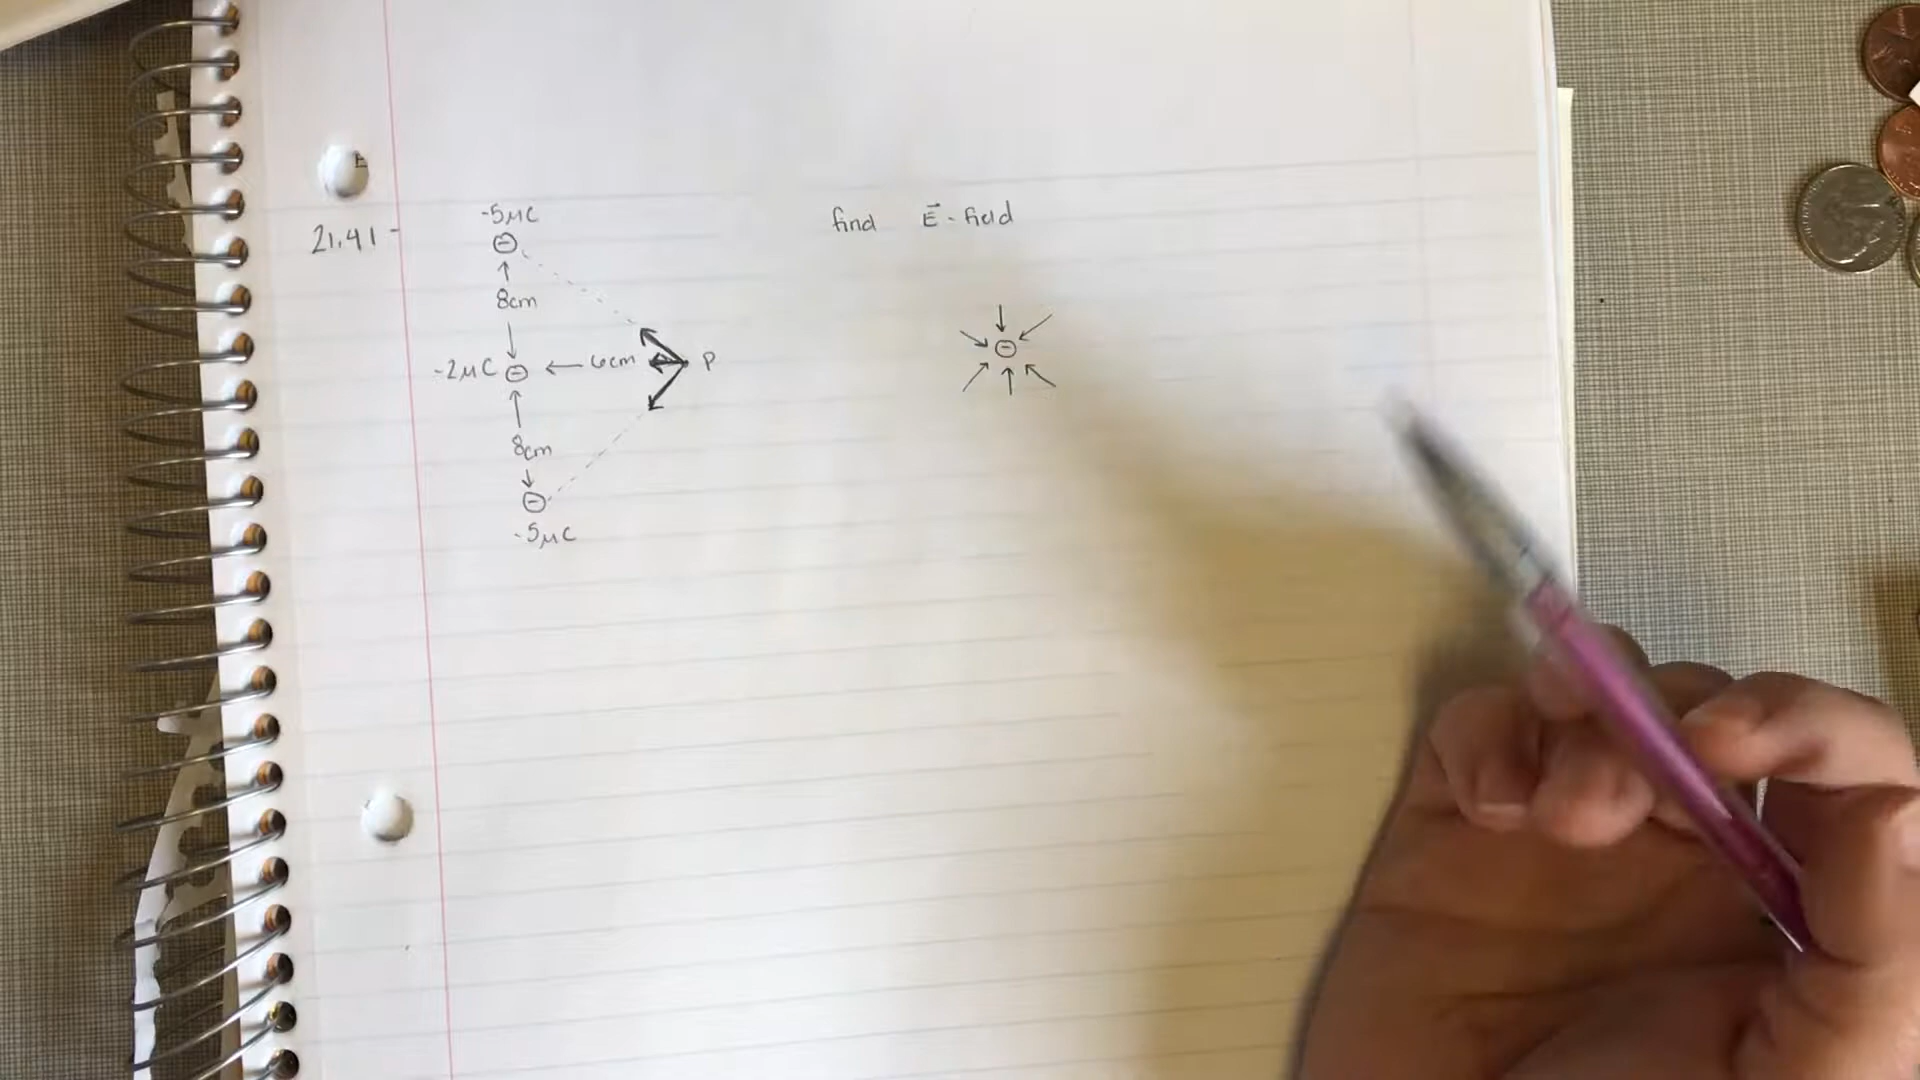 E
21.41 -
-5μC
find E⃗-field
⊖
8cm
-2μC ⊖ ← 6cm P
⊖
8cm
⊖
-5μC